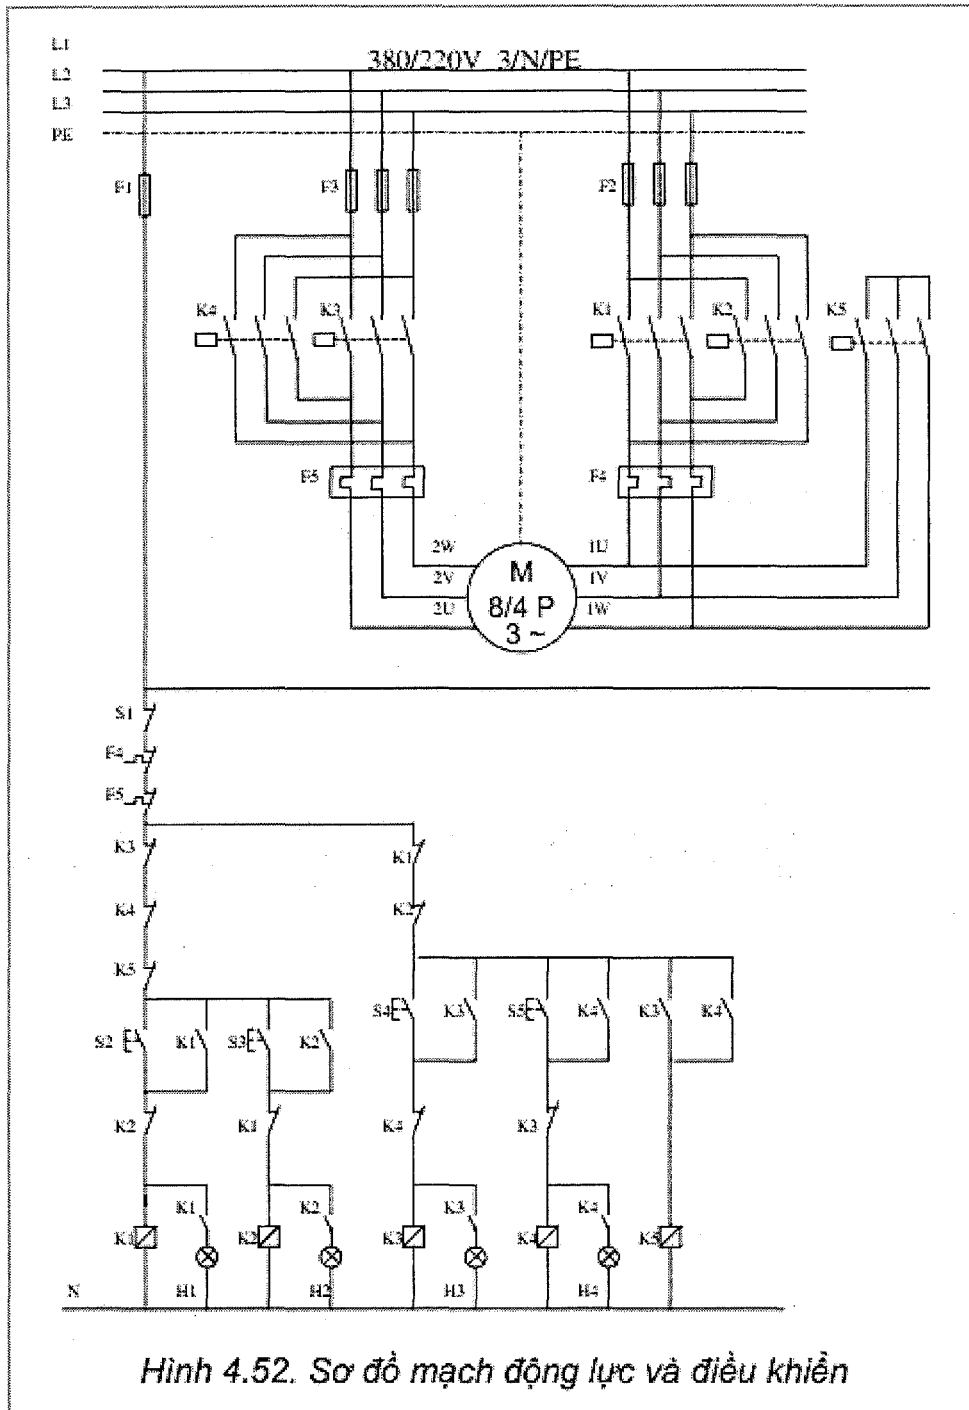 L1
380/220V 3/N/PE
L2
L3
PE
F1
F3
F2
K4
K3
K1
K2
K5
F5
F4
2W
1U
2V
M
1V
2U
8/4 P
1W
3 ~
S1
F4
F5
K3
K1
K4
K2
K5
S2
K1
S3
K2
S4
K3
S5
K4
K3
K4
K2
K1
K4
K3
K1
K2
K3
K4
K1
K2
K3
K4
K5
N
H1
H2
H3
H4
Hình 4.52. Sơ đồ mạch động lực và điều khiển